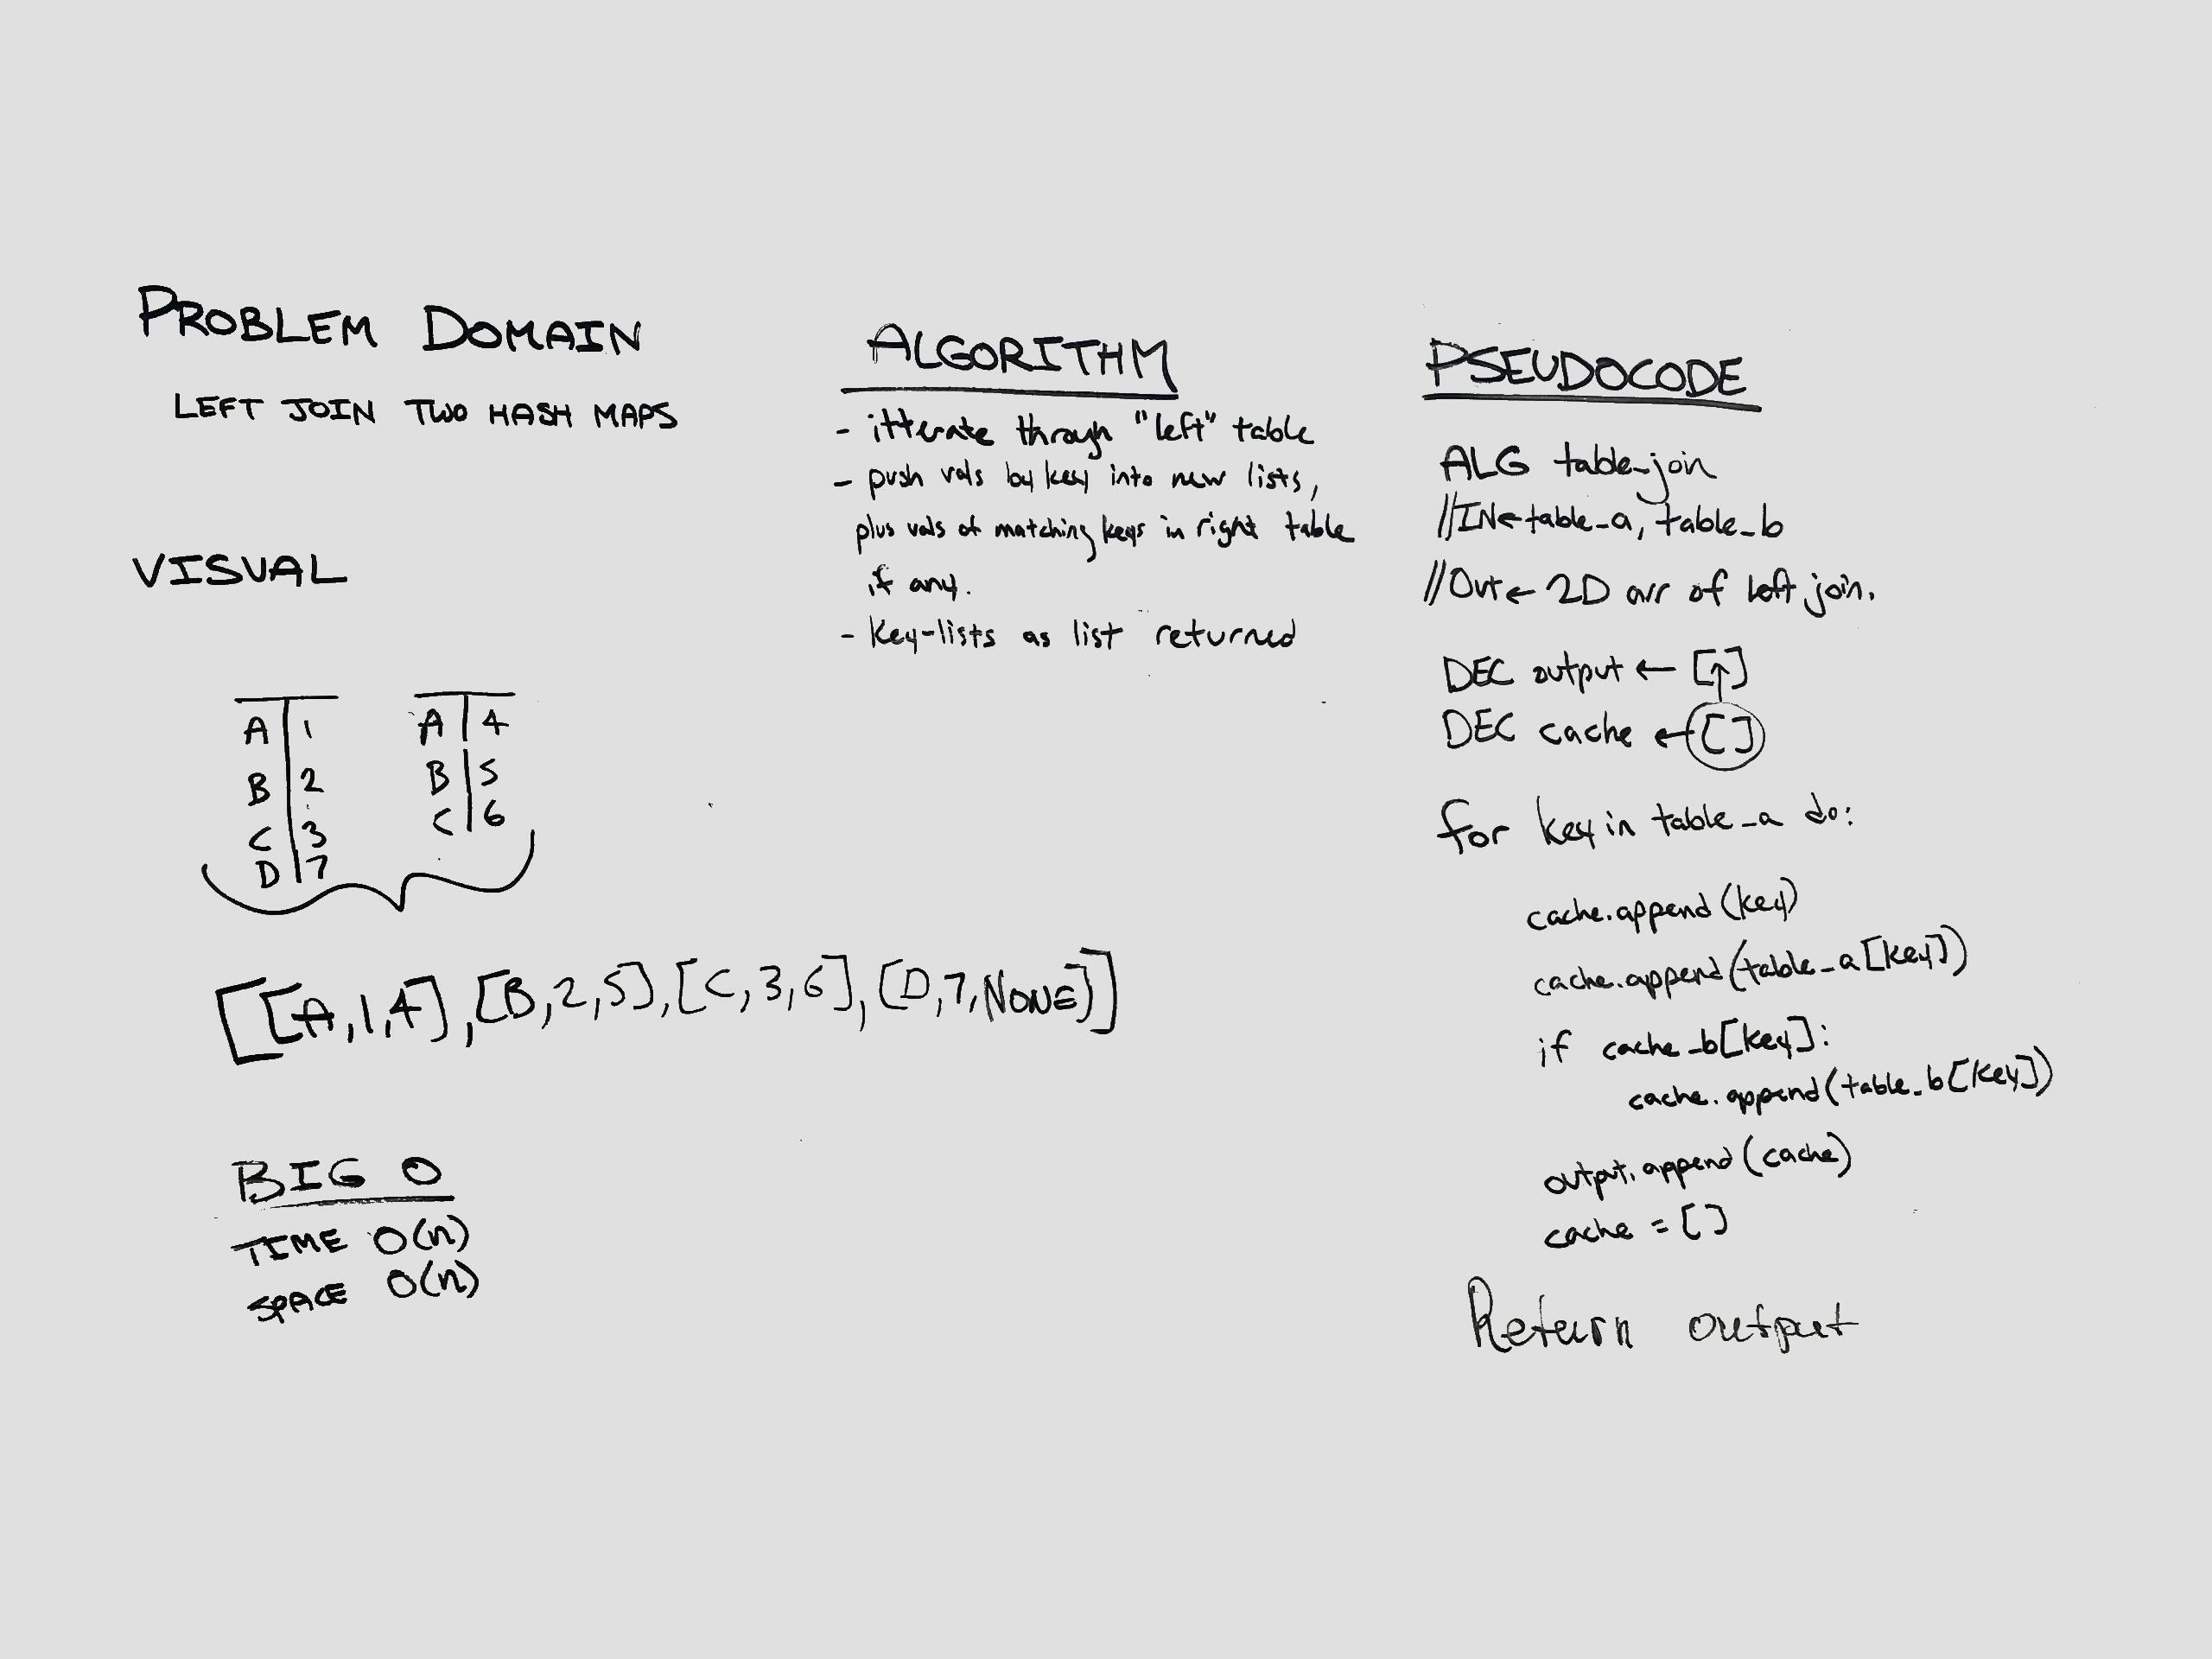 PROBLEM DOMAIN
LEFT JOIN TWO HASH MAPS
VISUAL
A 1
B 2
C 3
D 7
A 4
B 5
C 6
[[A,1,4],[B,2,5],[C,3,6],[D,7,NONE]]
BIG O
TIME O(n)
SPACE O(n)
ALGORITHM
- itterate through "left" table
- push vals by key into new lists,
plus vals of matching keys in right table
if any.
- key-lists as list returned
PSEUDOCODE
ALG table_join
//IN←table_a, table_b
//Out← 2D arr of left join.
DEC output ← []
DEC cache ← []
for key in table_a do:
cache.append(key)
cache.append(table_a[key])
if cache_b[key]:
cache.append(table_b[key])
output.append(cache)
cache = []
Return output